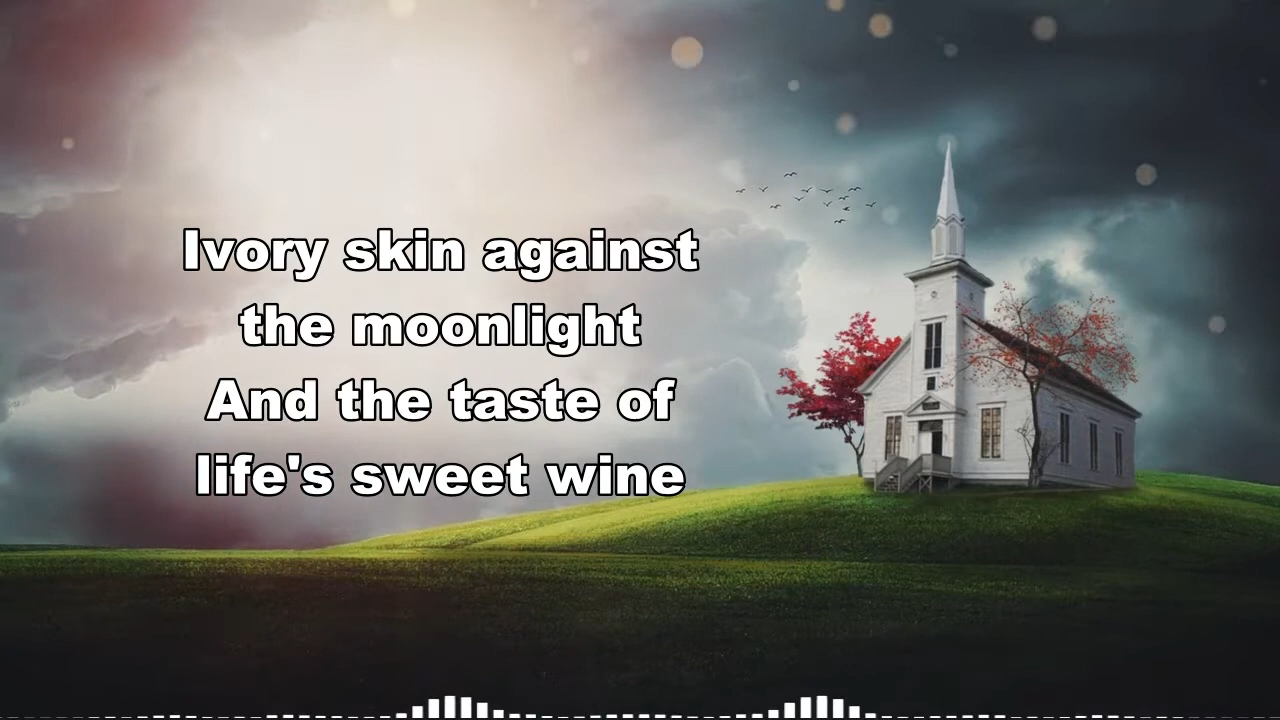 Ivory skin against
the moonlight
And the taste of
life's sweet wine